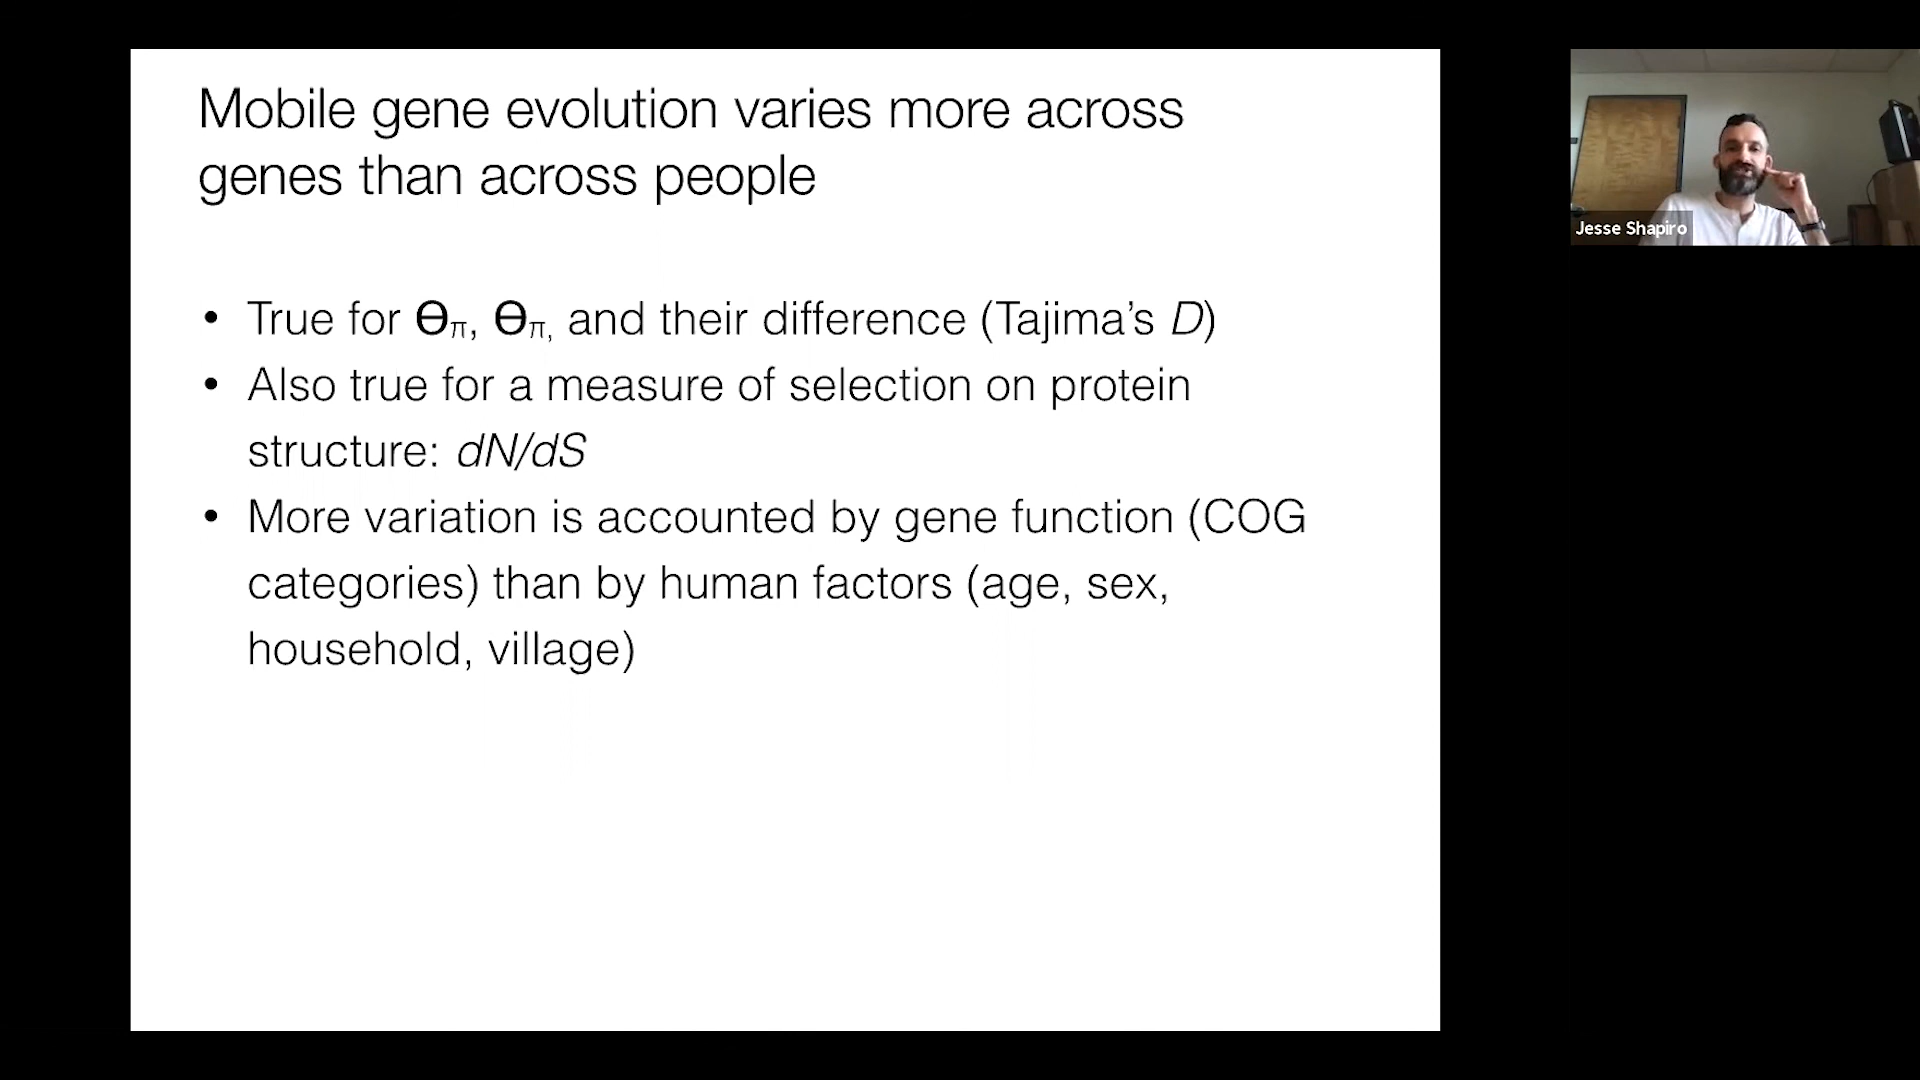 Mobile gene evolution varies more across
genes than across people
• True for ϴπ, ϴπ, and their difference (Tajima’s D)
• Also true for a measure of selection on protein
structure: dN/dS
• More variation is accounted by gene function (COG
categories) than by human factors (age, sex,
household, village)
Jesse Shapiro